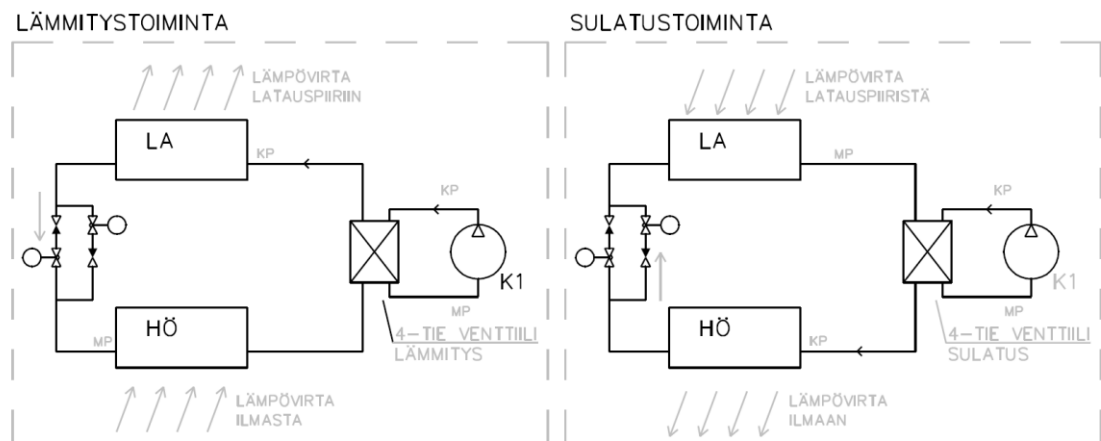 LÄMMITYSTOIMINTA
LÄMPÖVIRTA
LATAUSPIIRIIN
LA
KP
KP
K1
MP
4-TIE VENTTIILI
LÄMMITYS
MP
HÖ
LÄMPÖVIRTA
ILMASTA
SULATUSTOIMINTA
LÄMPÖVIRTA
LATAUSPIIRISTÄ
LA
MP
KP
K1
MP
4-TIE VENTTIILI
SULATUS
HÖ
KP
LÄMPÖVIRTA
ILMAAN